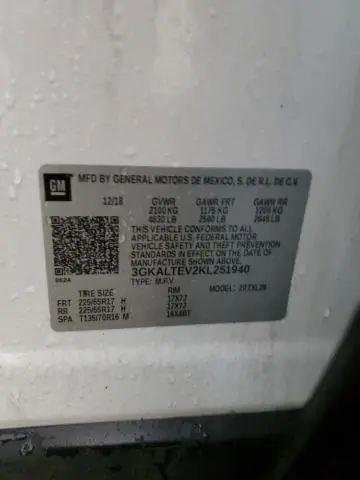 GM
MFD BY GENERAL MOTORS DE MEXICO, S. DE R.L. DE C.V.
12/18 GVWR GAWR FRT GAWR RR
2100 KG 1175 KG 1200 KG
4630 LB 2590 LB 2645 LB
THIS VEHICLE CONFORMS TO ALL
APPLICABLE U.S. FEDERAL MOTOR
VEHICLE SAFETY, BUMPER, AND THEFT
PREVENTION STANDARDS IN EFFECT ON
THE DATE OF MANUFACTURE SHOWN ABOVE.
3GKALTEV2KL251940
TYPE: M.P.V. MODEL:
TIRE SIZE RIM
FRT 225/65R17 H 17X7J
RR 225/65R17 H 17X7J
SPA T135/70R16 M 16X4BT